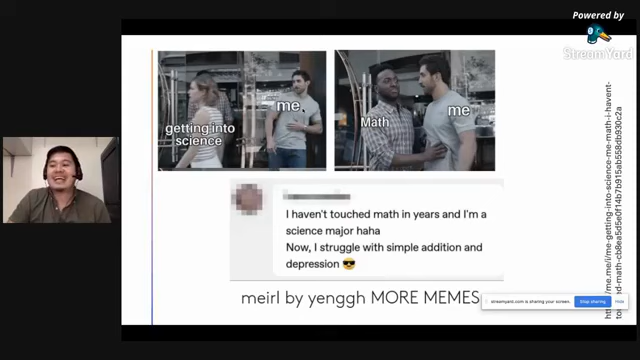 Powered by
StreamYard
getting into
science
me
Math
me
I haven't touched math in years and I'm a
science major haha
Now, I struggle with simple addition and
depression 😎
meirl by yenggh MORE MEMES
streamyard.com is sharing your screen.
Stop sharing
Hide